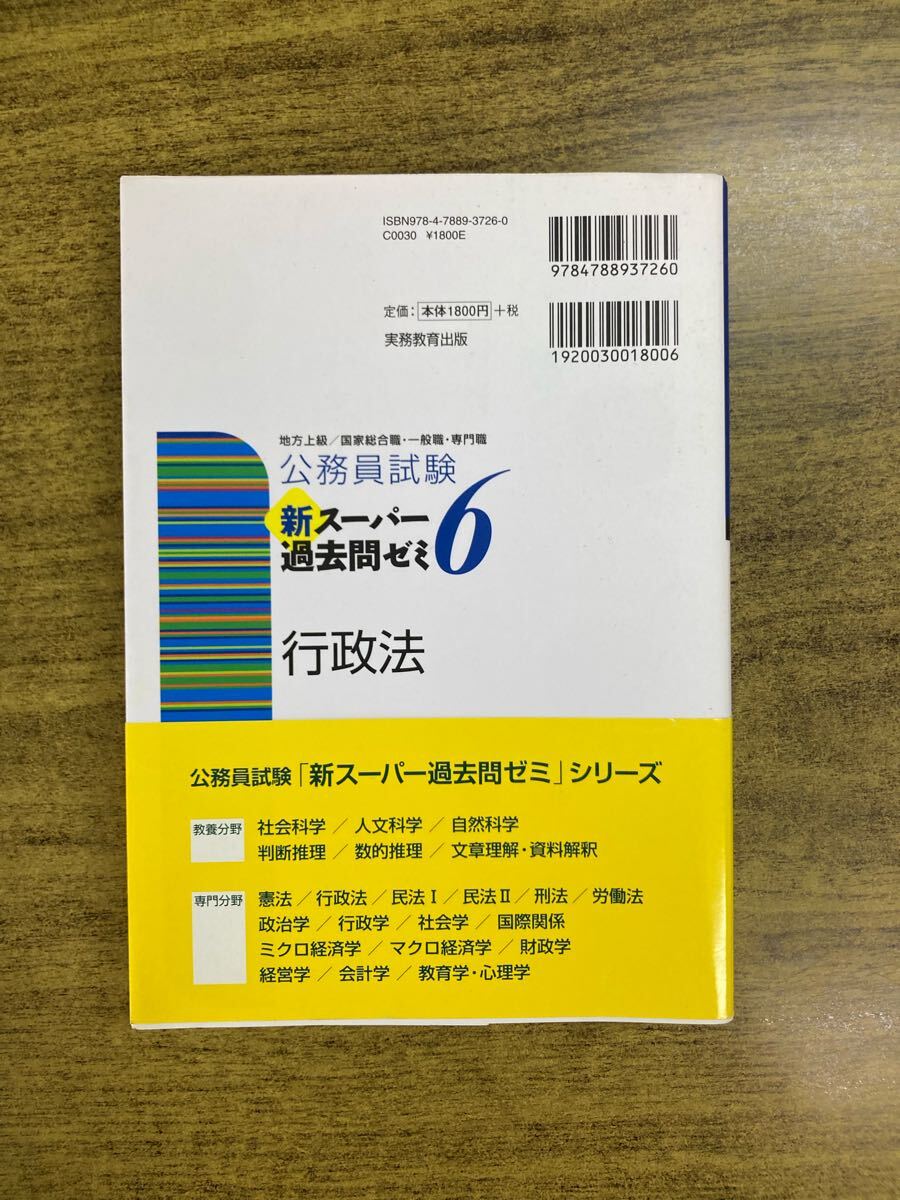 ISBN978-4-7889-3726-0
C0030 ¥1800E
9784788937260
定価：本体1800円＋税
実務教育出版
1920030018006
地方上級／国家総合職・一般職・専門職
公務員試験
新スーパー
過去問ゼミ6
行政法
公務員試験「新スーパー過去問ゼミ」シリーズ
教養分野
社会科学／人文科学／自然科学
判断推理／数的推理／文章理解・資料解釈
専門分野
憲法／行政法／民法Ⅰ／民法Ⅱ／刑法／労働法
政治学／行政学／社会学／国際関係
ミクロ経済学／マクロ経済学／財政学
経営学／会計学／教育学・心理学